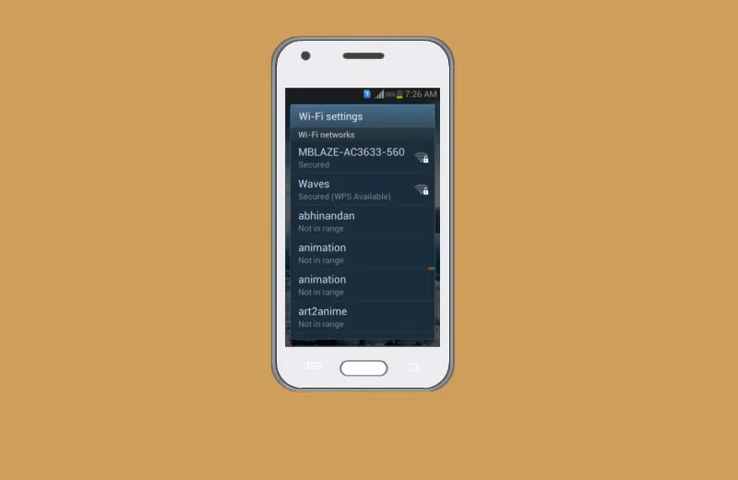 26% 7:26 AM
Wi-Fi settings
Wi-Fi networks
MBLAZE-AC3633-560
Secured
Waves
Secured (WPS Available)
abhinandan
Not in range
animation
Not in range
animation
Not in range
art2anime
Not in range